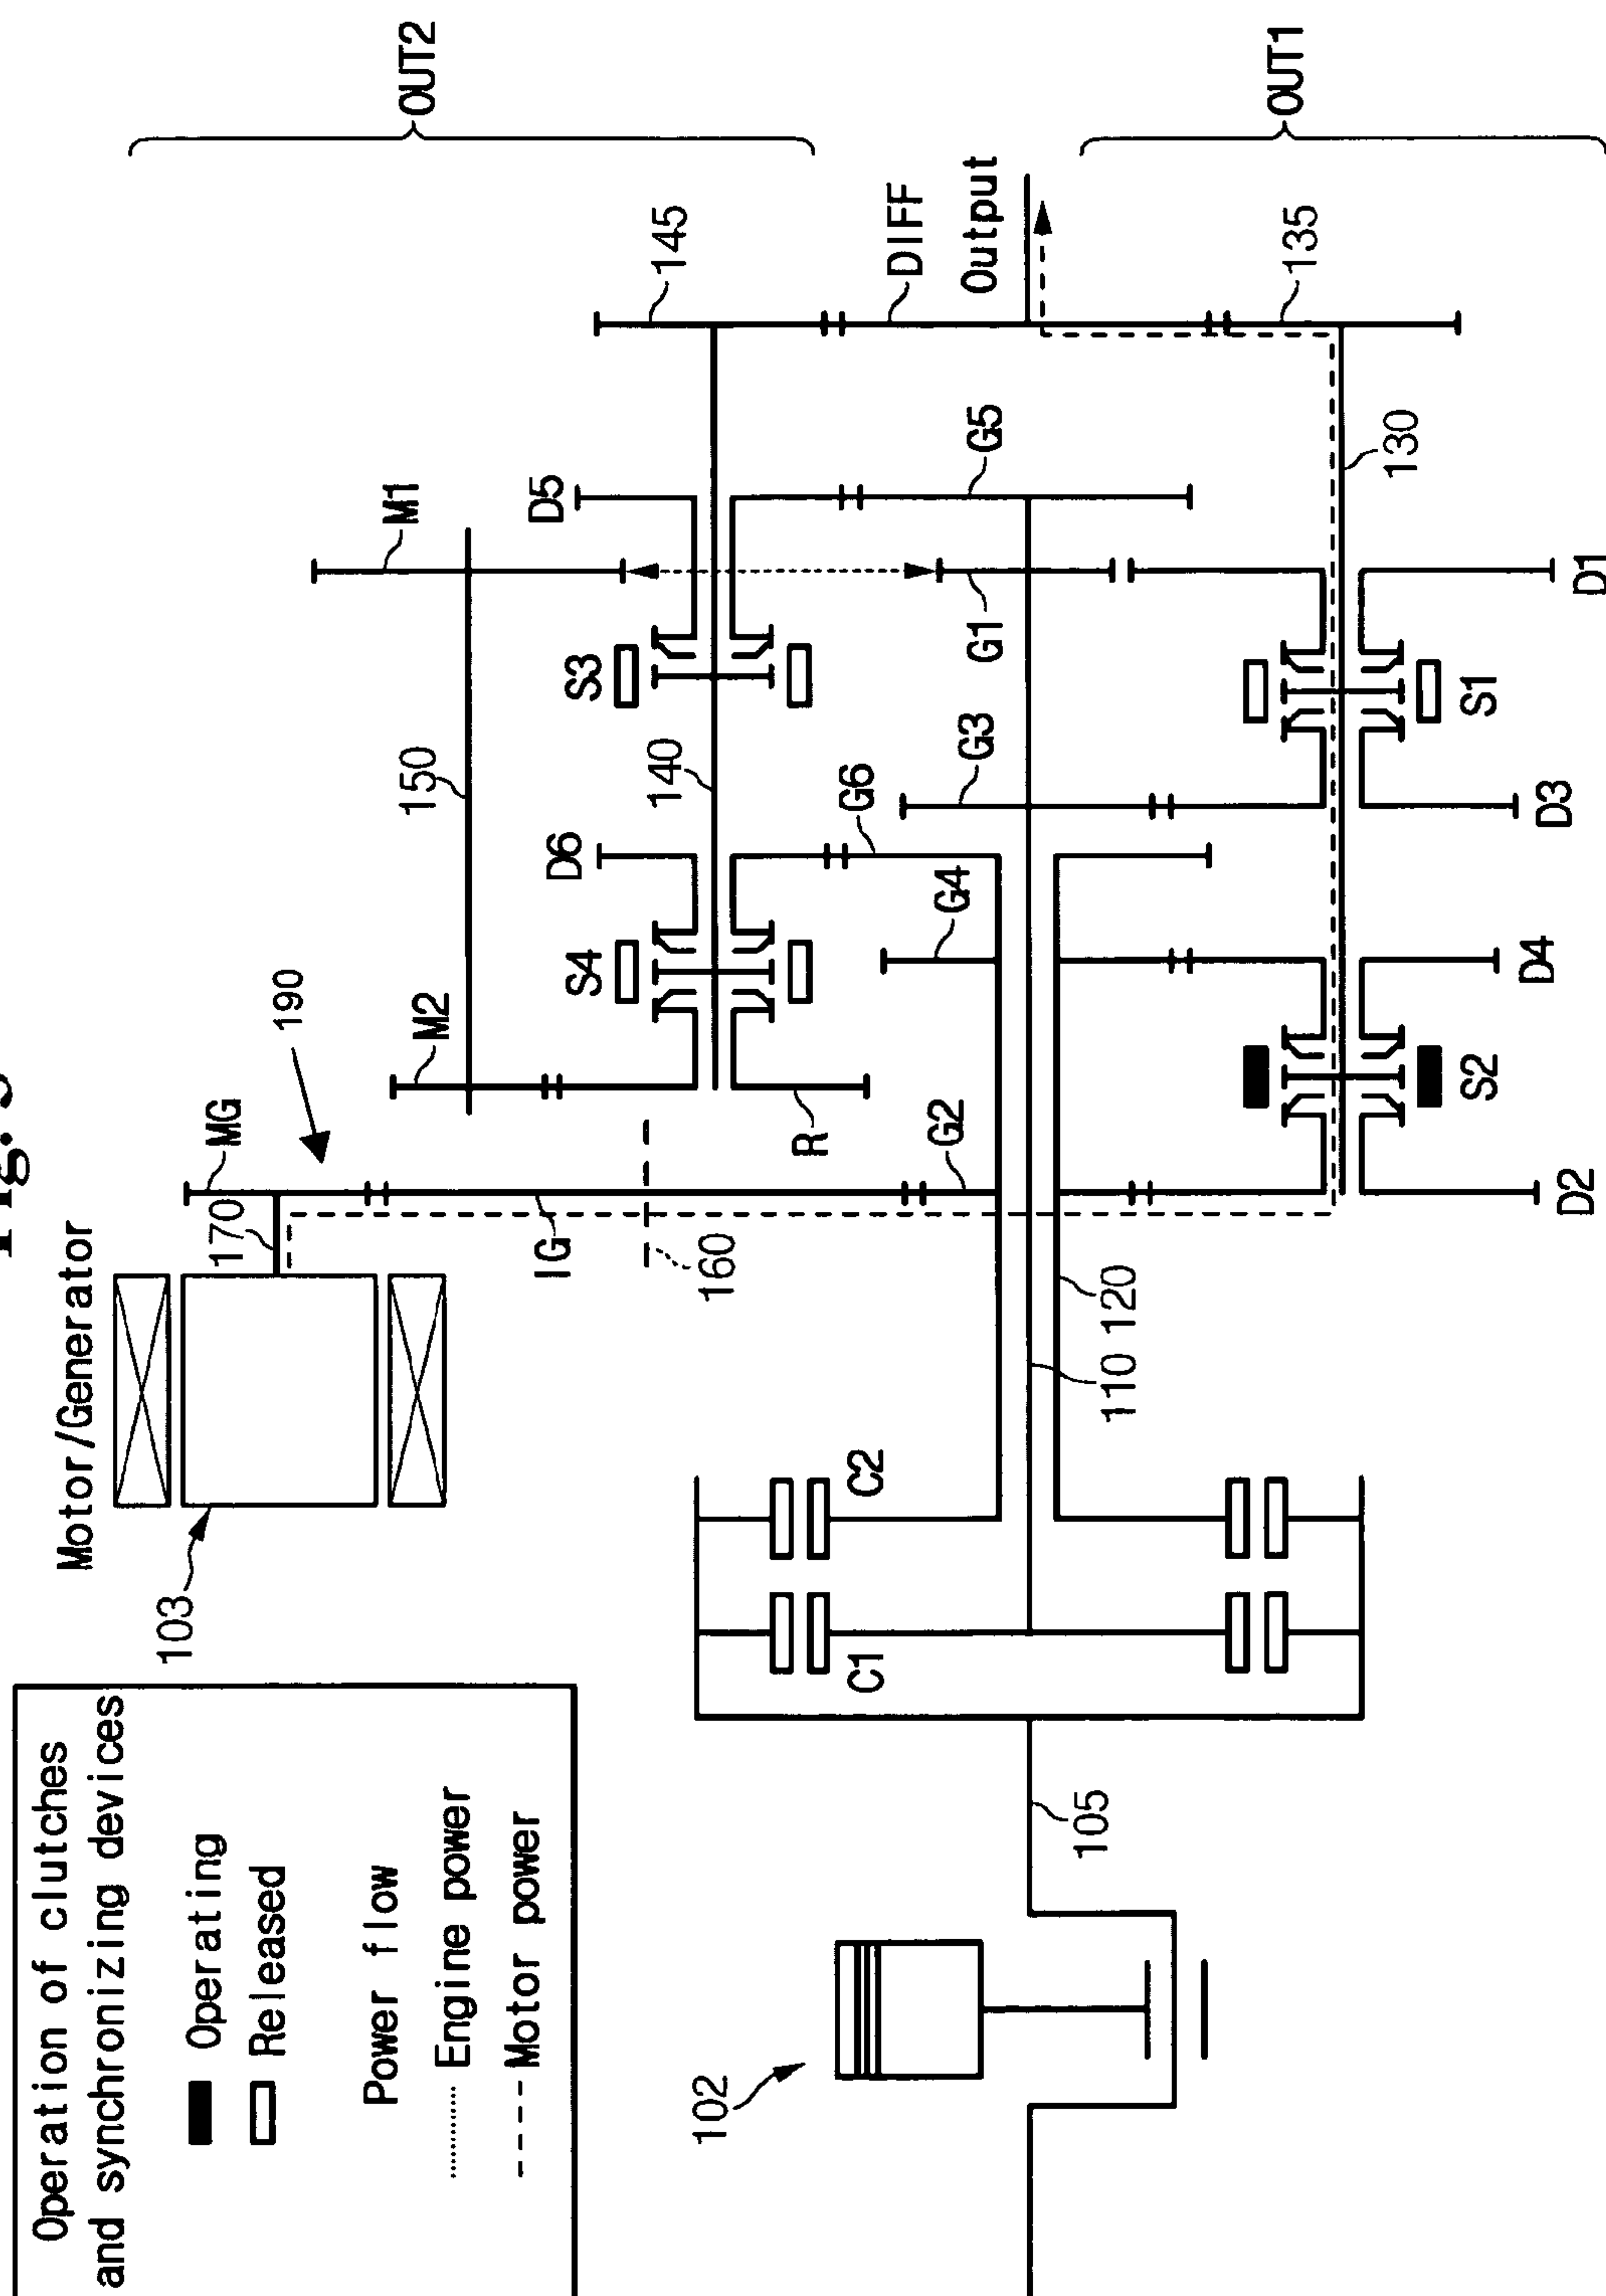 Operation of clutches
and synchronizing devices
Operating
Released
Power flow
Engine power
Motor power
Motor/Generator
103
170
MG
190
IG
160
M2
150
M1
OUT2
R
S4
D6
140
S3
D5
145
DIFF
Output
G2
G4
G6
G3
G1
G5
102
105
C1
C2
110
120
D2
S2
D4
D3
S1
D1
130
135
OUT1